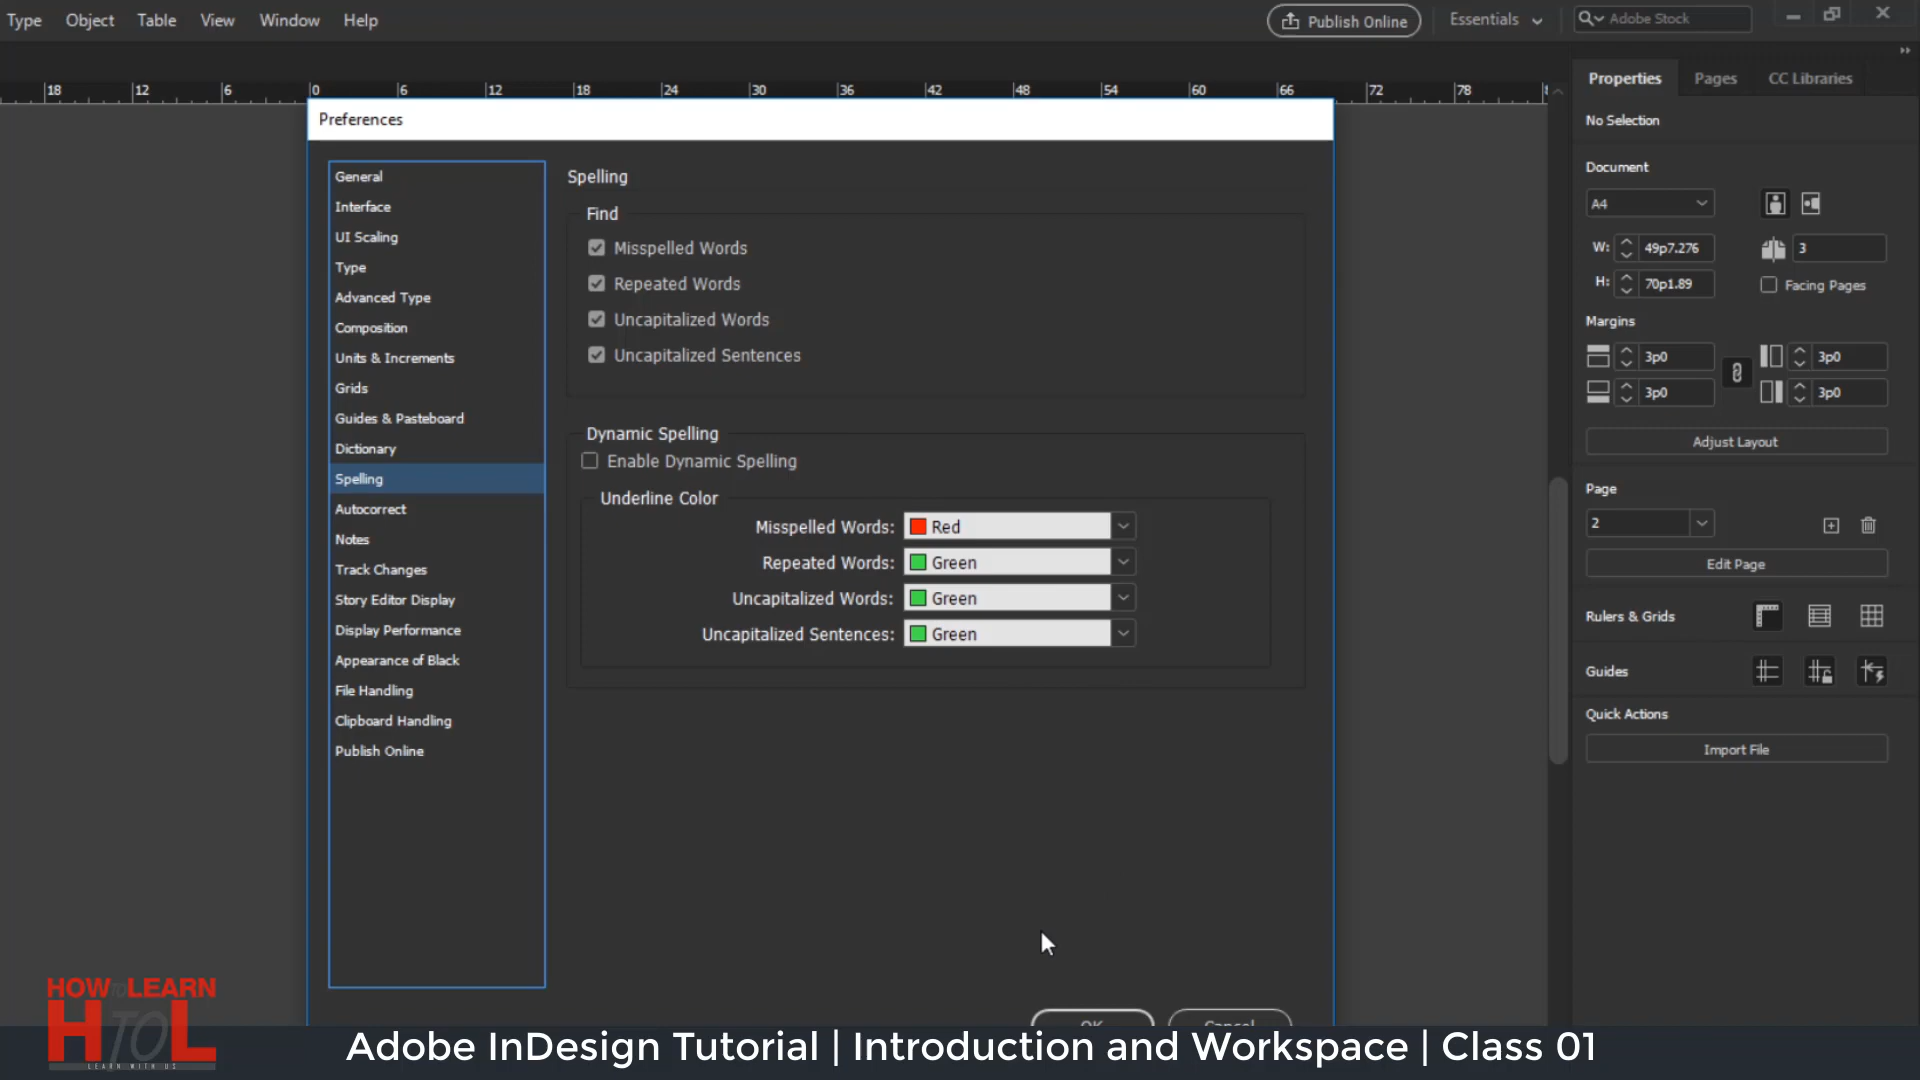 Type Object Table View Window Help
Publish Online
Essentials
Adobe Stock
18 12 6 0 6 12 18 24 30 36 42 48 54 60 66 72 78
Preferences
General
Interface
UI Scaling
Type
Advanced Type
Composition
Units & Increments
Grids
Guides & Pasteboard
Dictionary
Spelling
Autocorrect
Notes
Track Changes
Story Editor Display
Display Performance
Appearance of Black
File Handling
Clipboard Handling
Publish Online
Spelling
Find
Misspelled Words
Repeated Words
Uncapitalized Words
Uncapitalized Sentences
Dynamic Spelling
Enable Dynamic Spelling
Underline Color
Misspelled Words: Red
Repeated Words: Green
Uncapitalized Words: Green
Uncapitalized Sentences: Green
OK Cancel
Properties Pages CC Libraries
No Selection
Document
A4
W: 49p7.276 3
H: 70p1.89 Facing Pages
Margins
3p0 3p0
3p0 3p0
Adjust Layout
Page
2
Edit Page
Rulers & Grids
Guides
Quick Actions
Import File
HOW TO LEARN
HTOL
LEARN WITH US
Adobe InDesign Tutorial | Introduction and Workspace | Class 01